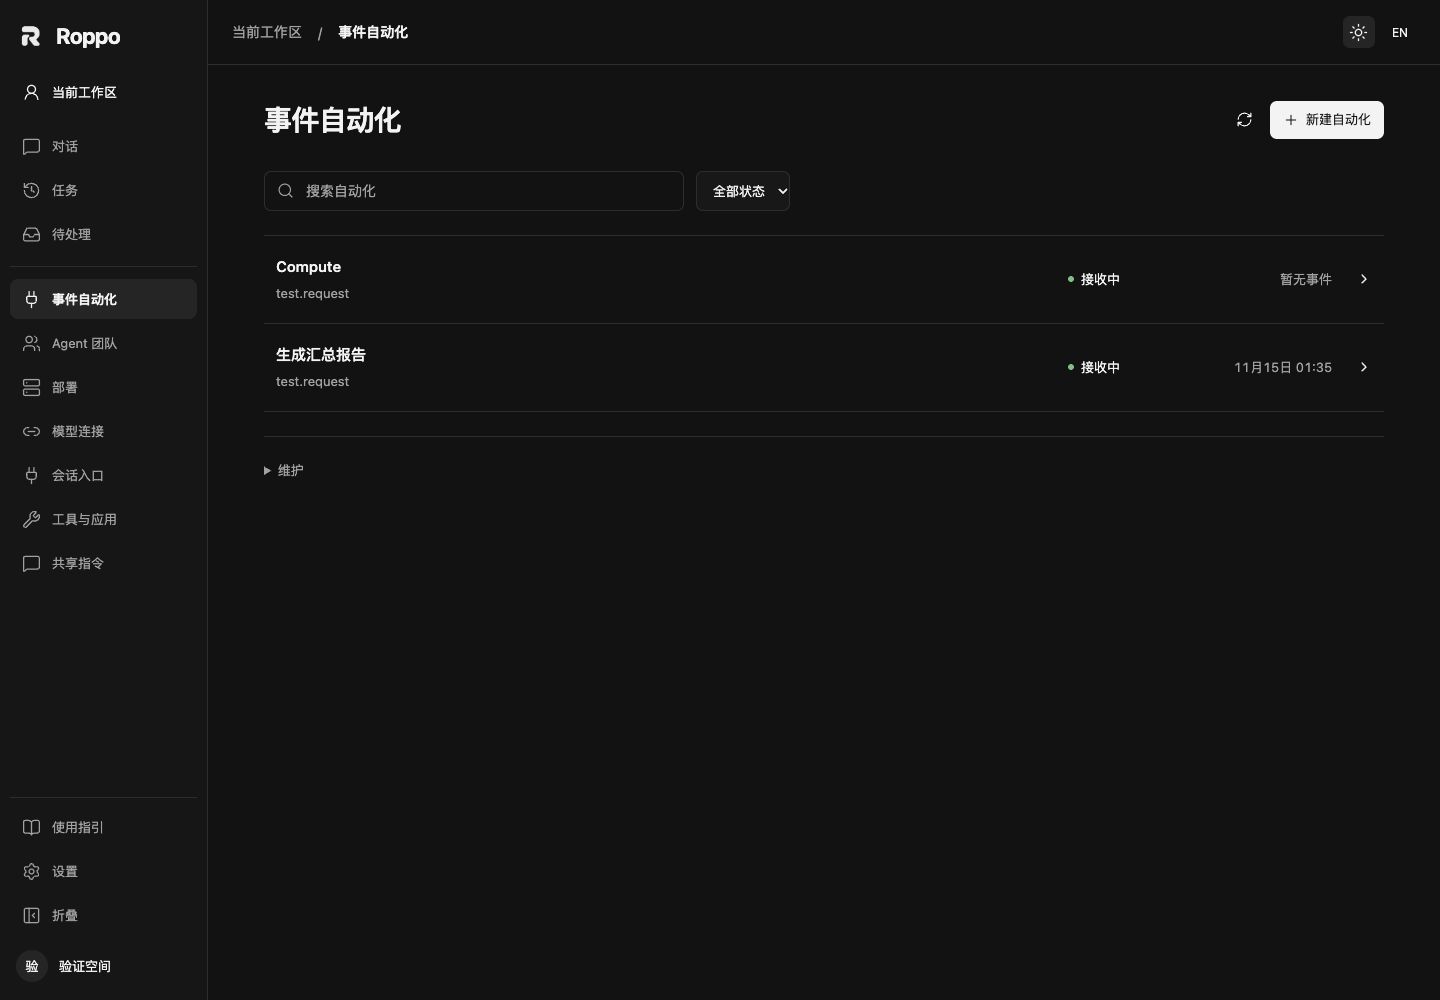 Roppo
当前工作区
对话
任务
待处理
事件自动化
Agent 团队
部署
模型连接
会话入口
工具与应用
共享指令
使用指引
设置
折叠
验 验证空间
当前工作区 / 事件自动化
EN
事件自动化
新建自动化
搜索自动化
全部状态
Compute
test.request
接收中
暂无事件
生成汇总报告
test.request
接收中
11月15日 01:35
维护